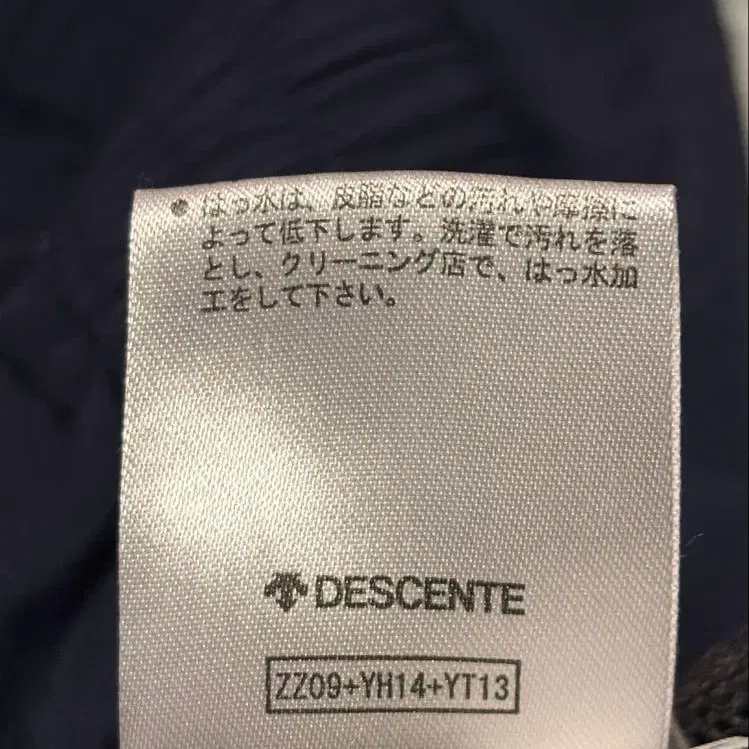 ● はっ水は、皮脂などの汚れや摩擦に
よって低下します。洗濯で汚れを落
とし、クリーニング店で、はっ水加
工をして下さい。
DESCENTE
ZZ09+YH14+YT13